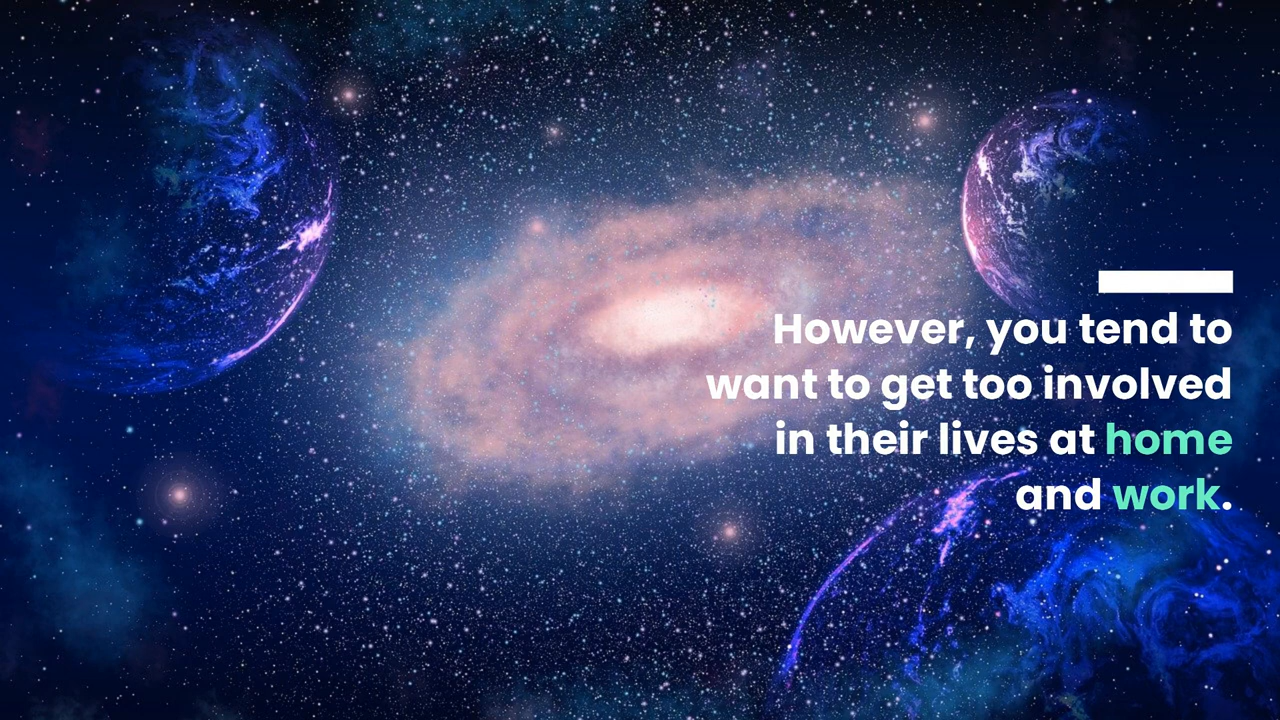 However, you tend to
want to get too involved
in their lives at home
and work.